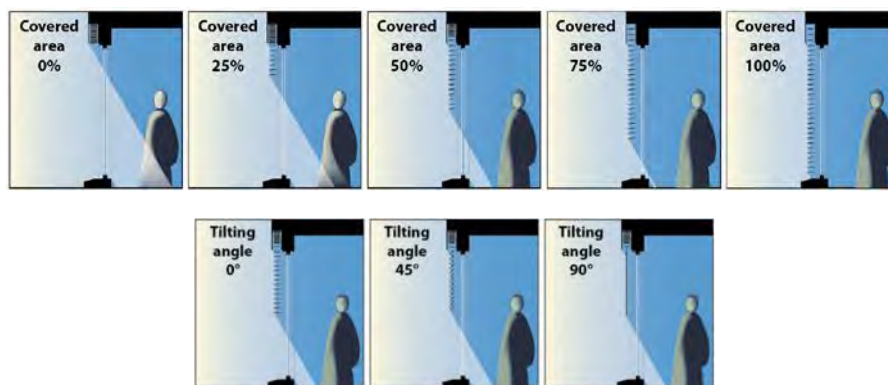 Covered
area
0%
Covered
area
25%
Covered
area
50%
Covered
area
75%
Covered
area
100%
Tilting
angle
0°
Tilting
angle
45°
Tilting
angle
90°